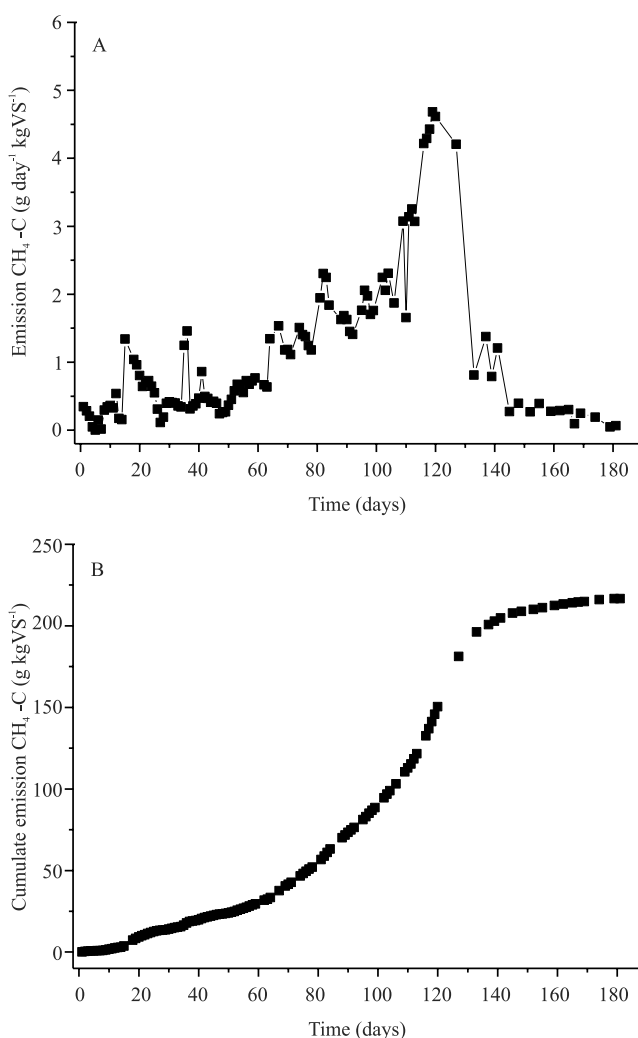 A
6
5
4
3
2
1
0
Emission CH₄ -C (g day⁻¹ kgVS⁻¹)
0 20 40 60 80 100 120 140 160 180
Time (days)
B
250
200
150
100
50
0
Cumulate emission CH₄ -C (g kgVS⁻¹)
0 20 40 60 80 100 120 140 160 180
Time (days)